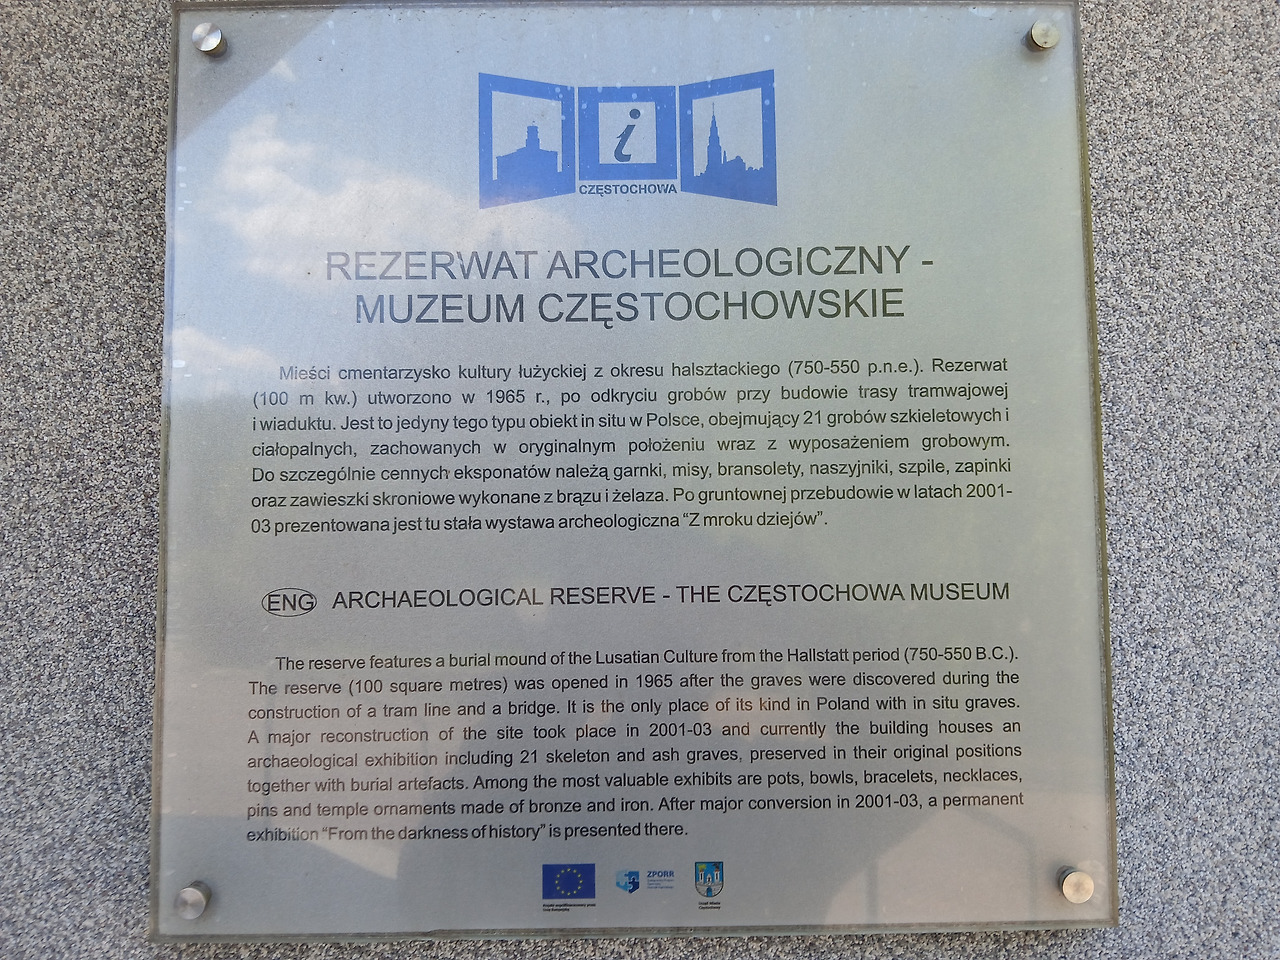 i
CZĘSTOCHOWA
REZERWAT ARCHEOLOGICZNY -
MUZEUM CZĘSTOCHOWSKIE
Mieści cmentarzysko kultury łużyckiej z okresu halsztackiego (750-550 p.n.e.). Rezerwat
(100 m kw.) utworzono w 1965 r., po odkryciu grobów przy budowie trasy tramwajowej
i wiaduktu. Jest to jedyny tego typu obiekt in situ w Polsce, obejmujący 21 grobów szkieletowych i
ciałopalnych, zachowanych w oryginalnym położeniu wraz z wyposażeniem grobowym.
Do szczególnie cennych eksponatów należą garnki, misy, bransolety, naszyjniki, szpile, zapinki
oraz zawieszki skroniowe wykonane z brązu i żelaza. Po gruntownej przebudowie w latach 2001-
03 prezentowana jest tu stała wystawa archeologiczna “Z mroku dziejów”.
ENG ARCHAEOLOGICAL RESERVE - THE CZĘSTOCHOWA MUSEUM
The reserve features a burial mound of the Lusatian Culture from the Hallstatt period (750-550 B.C.).
The reserve (100 square metres) was opened in 1965 after the graves were discovered during the
construction of a tram line and a bridge. It is the only place of its kind in Poland with in situ graves.
A major reconstruction of the site took place in 2001-03 and currently the building houses an
archaeological exhibition including 21 skeleton and ash graves, preserved in their original positions
together with burial artefacts. Among the most valuable exhibits are pots, bowls, bracelets, necklaces,
pins and temple ornaments made of bronze and iron. After major conversion in 2001-03, a permanent
exhibition “From the darkness of history” is presented there.
ZPORR
Urząd Miasta
Częstochowy